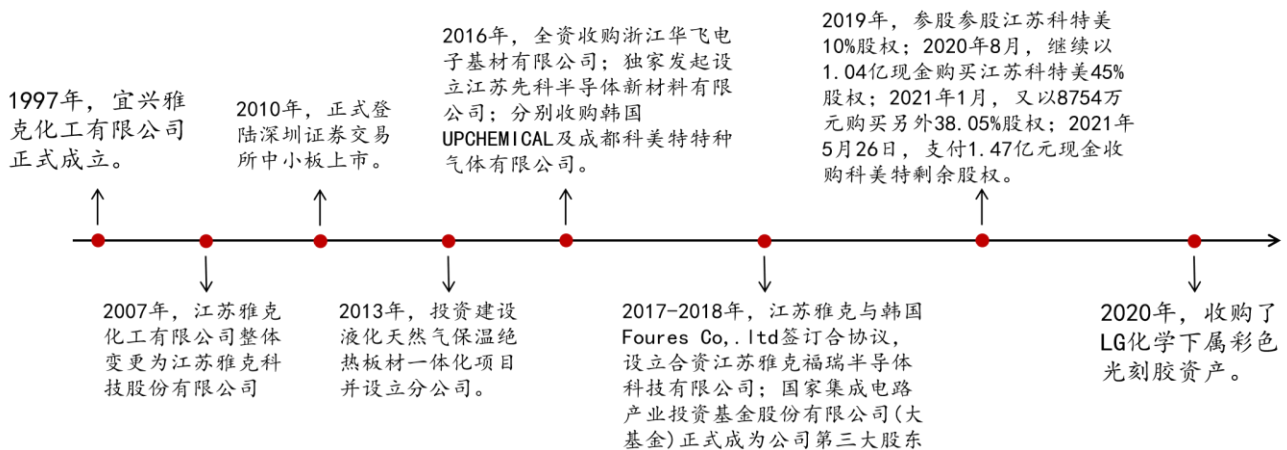 1997年，宜兴雅
克化工有限公司
正式成立。
2007年，江苏雅克
化工有限公司整体
变更为江苏雅克科
技股份有限公司
2010年，正式登
陆深圳证券交易
所中小板上市。
2013年，投资建设
液化天然气保温绝
热板材一体化项目
并设立分公司。
2016年，全资收购浙江华飞电
子基材有限公司；独家发起设
立江苏先科半导体新材料有限
公司；分别收购韩国
UPCHEMICAL及成都科美特特种
气体有限公司。
2017-2018年，江苏雅克与韩国
Foures Co,.ltd签订合协议，
设立合资江苏雅克福瑞半导体
科技有限公司；国家集成电路
产业投资基金股份有限公司(大
基金)正式成为公司第三大股东
2019年，参股参股江苏科特美
10%股权；2020年8月，继续以
1.04亿现金购买江苏科特美45%
股权；2021年1月，又以8754万
元购买另外38.05%股权；2021年
5月26日，支付1.47亿元现金收
购科美特剩余股权。
2020年，收购了
LG化学下属彩色
光刻胶资产。